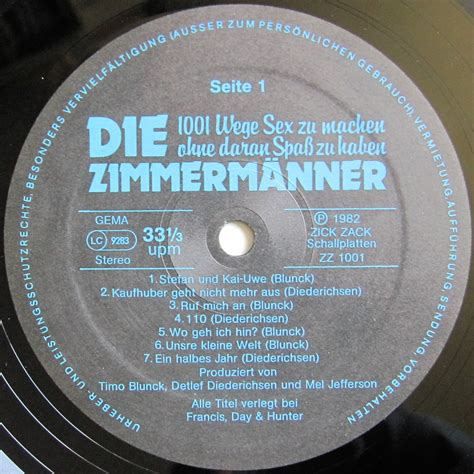 URHEBER- UND LEISTUNGSSCHUTZRECHTE, BESONDERS VERVIELFÄLTIGUNG (AUSSER ZUM PERSÖNLICHEN GEBRAUCH), VERMIETUNG, AUFFÜHRUNG, SENDUNG VORBEHALTEN
Seite 1
DIE 1001 Wege Sex zu machen
ohne daran Spaß zu haben
ZIMMERMÄNNER
GEMA
LC 9283
Stereo
33⅓
upm
Ⓟ 1982
ZICK ZACK
Schallplatten
ZZ 1001
1. Stefan und Kai-Uwe (Blunck)
2. Kaufhuber geht nicht mehr aus (Diederichsen)
3. Ruf mich an (Blunck)
4. 110 (Diederichsen)
5. Wo geh ich hin? (Blunck)
6. Unsre kleine Welt (Blunck)
7. Ein halbes Jahr (Diederichsen)
Produziert von
Timo Blunck, Detlef Diederichsen und Mel Jefferson
Alle Titel verlegt bei
Francis, Day & Hunter